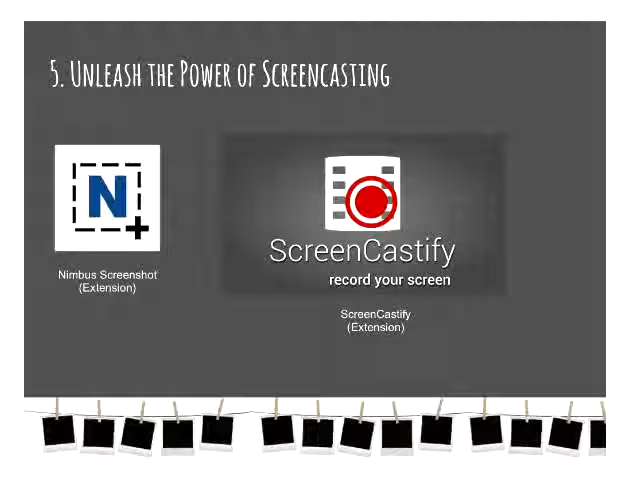 5. Unleash the Power of Screencasting
N
ScreenCastify
record your screen
Nimbus Screenshot
(Extension)
ScreenCastify
(Extension)